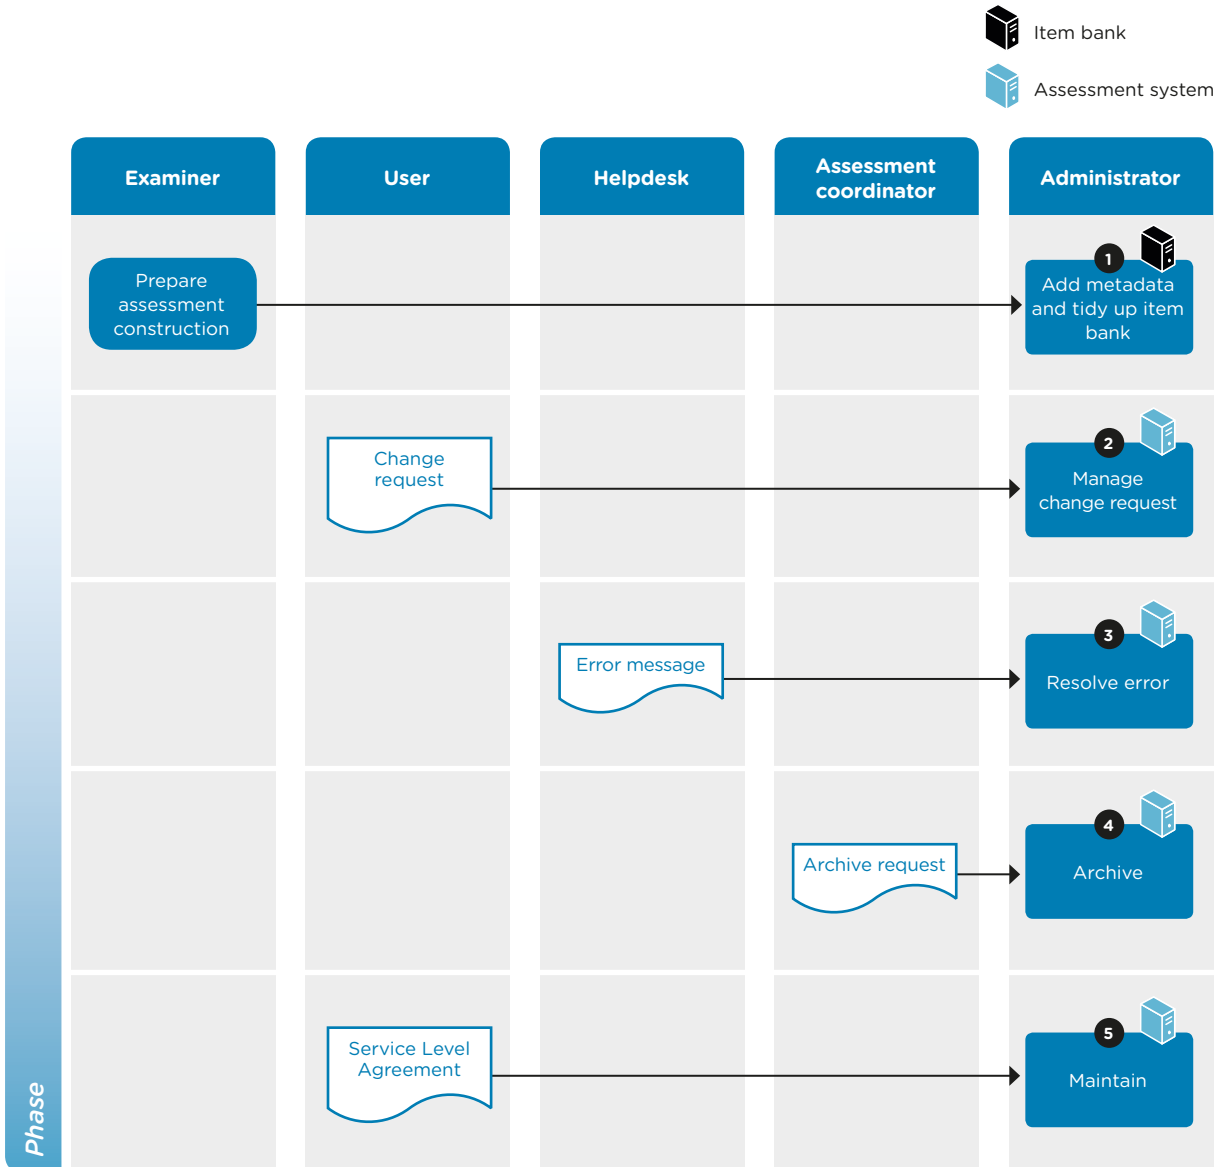 Item bank
Assessment system
Examiner
User
Helpdesk
Assessment
coordinator
Administrator
Prepare
assessment
construction
1
Add metadata
and tidy up item
bank
Change
request
2
Manage
change request
Error message
3
Resolve error
Archive request
4
Archive
Service Level
Agreement
5
Maintain
Phase